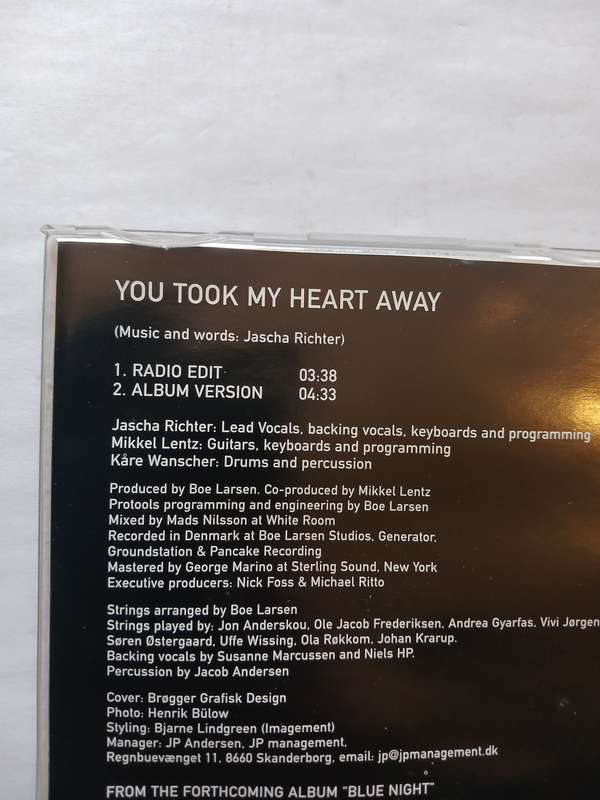 YOU TOOK MY HEART AWAY
(Music and words: Jascha Richter)
1. RADIO EDIT 03:38
2. ALBUM VERSION 04:33
Jascha Richter: Lead Vocals, backing vocals, keyboards and programming
Mikkel Lentz: Guitars, keyboards and programming
Kåre Wanscher: Drums and percussion
Produced by Boe Larsen. Co-produced by Mikkel Lentz
Protools programming and engineering by Boe Larsen
Mixed by Mads Nilsson at White Room
Recorded in Denmark at Boe Larsen Studios, Generator,
Groundstation & Pancake Recording
Mastered by George Marino at Sterling Sound, New York
Executive producers: Nick Foss & Michael Ritto
Strings arranged by Boe Larsen
Strings played by: Jon Anderskou, Ole Jacob Frederiksen, Andrea Gyarfas, Vivi Jørgen
Søren Østergaard, Uffe Wissing, Ola Røkkom, Johan Krarup.
Backing vocals by Susanne Marcussen and Niels HP.
Percussion by Jacob Andersen
Cover: Brøgger Grafisk Design
Photo: Henrik Bülow
Styling: Bjarne Lindgreen (Imagement)
Manager: JP Andersen, JP management,
Regnbuevænget 11, 8660 Skanderborg, email: jp@jpmanagement.dk
FROM THE FORTHCOMING ALBUM "BLUE NIGHT"